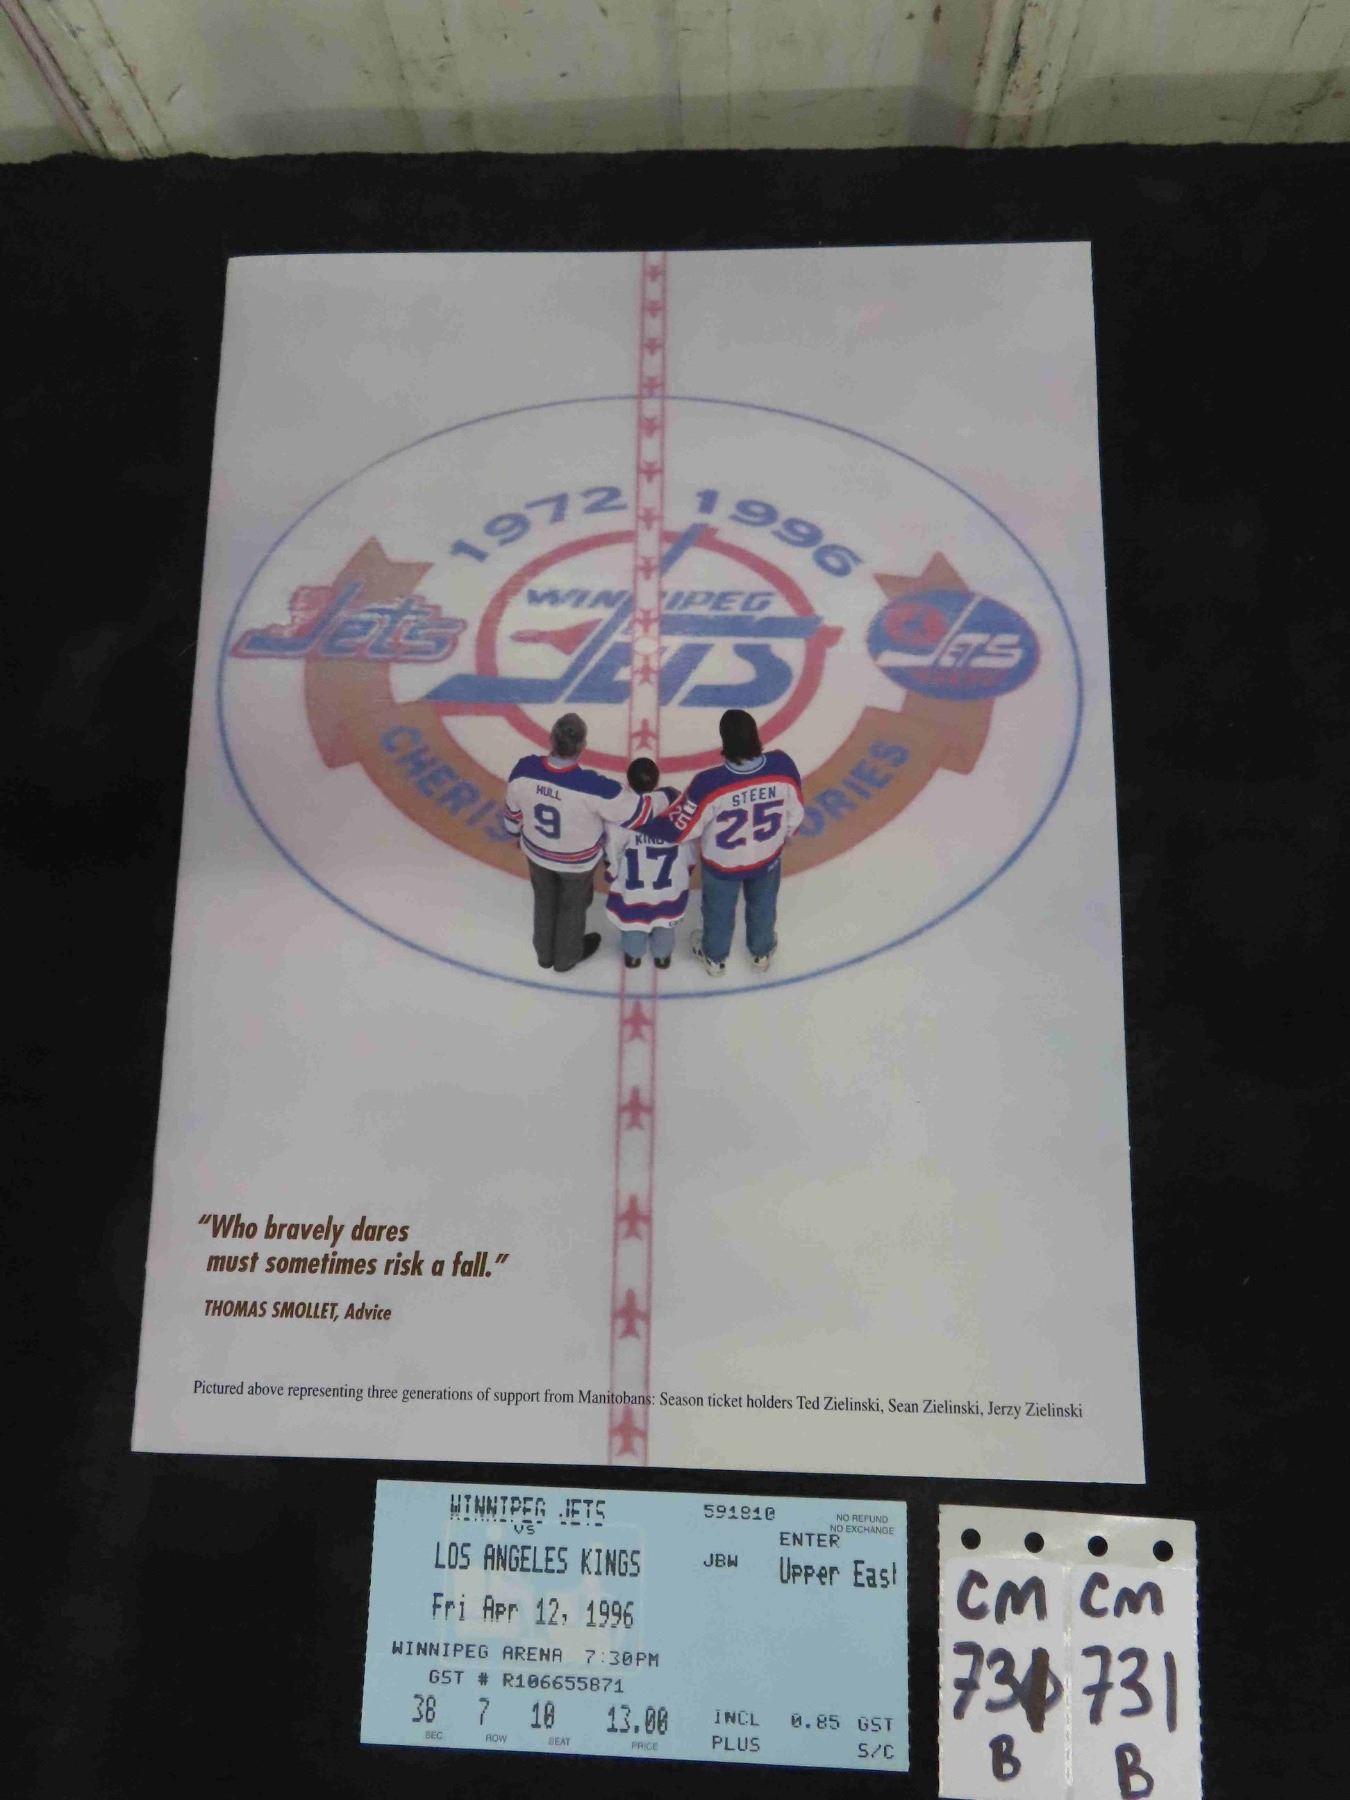 1972 1996
Jets
WINNIPEG
JETS
JETS
CHERIS
ORIES
HULL
9
KING
17
STEEN
25
25
"Who bravely dares
must sometimes risk a fall."
THOMAS SMOLLET, Advice
Pictured above representing three generations of support from Manitobans: Season ticket holders Ted Zielinski, Sean Zielinski, Jerzy Zielinski
WINNIPEG JETS 591810 NO REFUND
VS NO EXCHANGE
LOS ANGELES KINGS JBW ENTER
Upper East
Fri Apr 12, 1996
WINNIPEG ARENA 7:30PM
GST # R106655871
38 7 10 13.00 INCL 0.85 GST
SEC ROW SEAT PRICE PLUS S/C
CM CM
731 731
B B